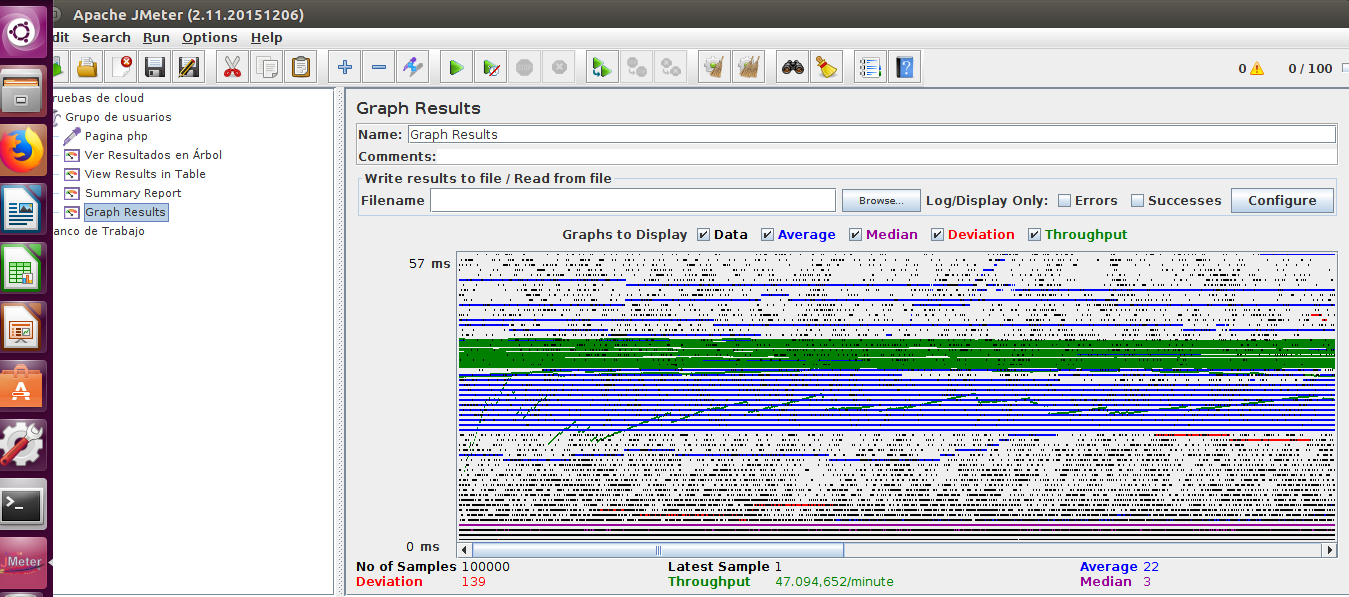 Apache JMeter (2.11.20151206)
dit Search Run Options Help
0 0 / 100
ruebas de cloud
Grupo de usuarios
Pagina php
Ver Resultados en Árbol
View Results in Table
Summary Report
Graph Results
anco de Trabajo
Graph Results
Name: Graph Results
Comments:
Write results to file / Read from file
Filename Browse... Log/Display Only: Errors Successes Configure
Graphs to Display Data Average Median Deviation Throughput
57 ms
0 ms
No of Samples 100000 Latest Sample 1 Average 22
Deviation 139 Throughput 47.094,652/minute Median 3
JMeter